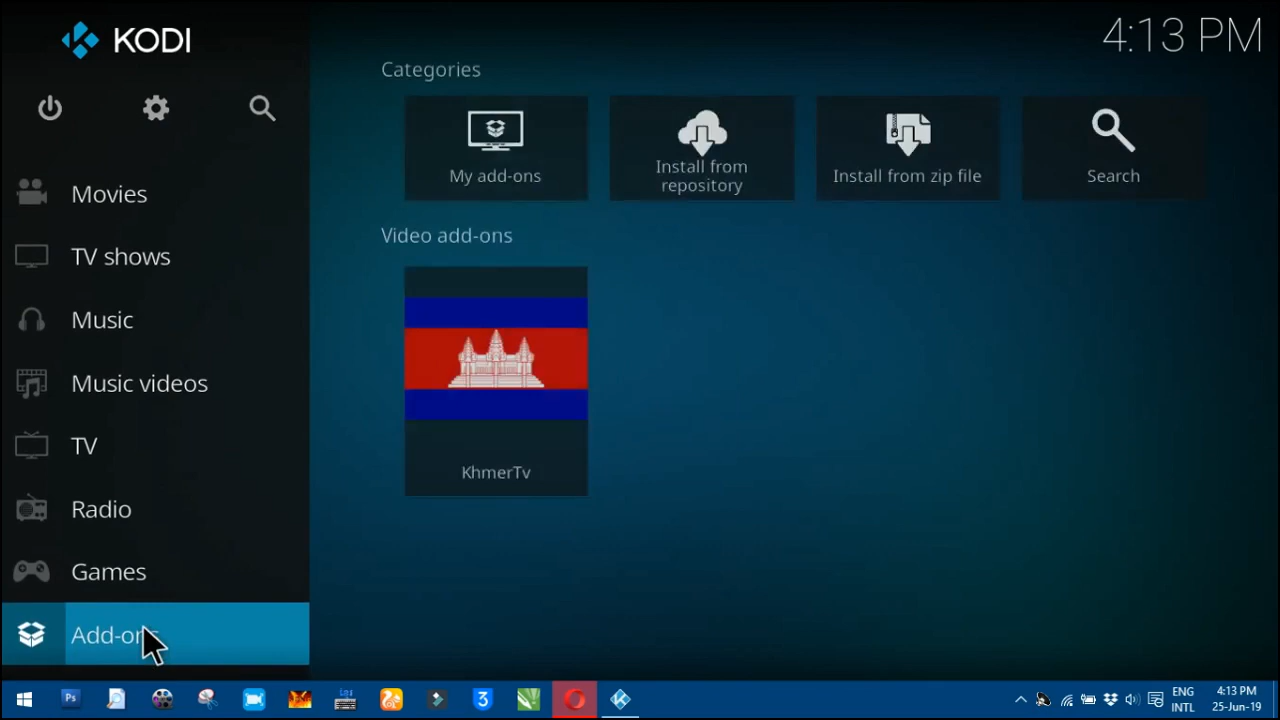 KODI
4:13 PM
Categories
My add-ons
Install from
repository
Install from zip file
Search
Movies
TV shows
Music
Music videos
TV
Radio
Games
Add-ons
Video add-ons
KhmerTv
Ps
3
ENG
INTL
4:13 PM
25-Jun-19